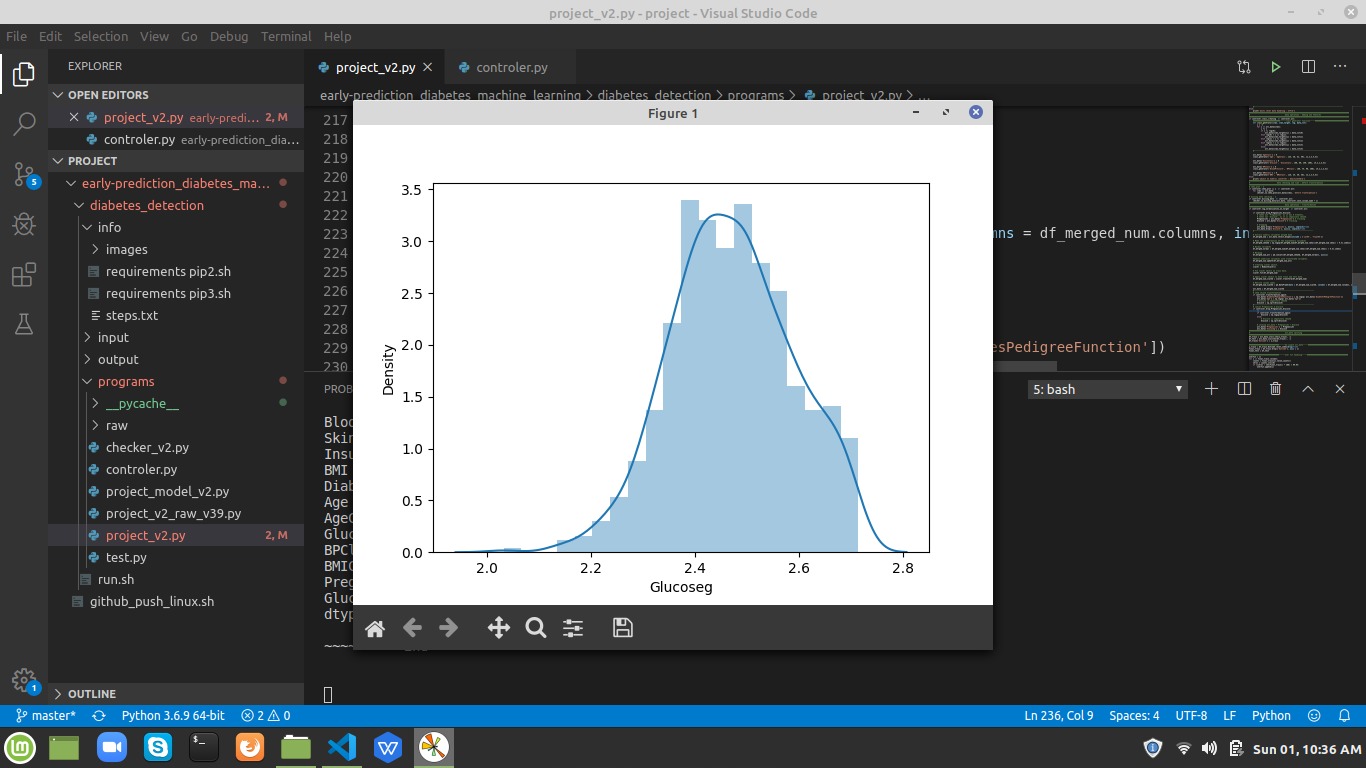 project_v2.py - project - Visual Studio Code
File Edit Selection View Go Debug Terminal Help
EXPLORER
OPEN EDITORS
project_v2.py early-predi... 2, M
controler.py early-prediction_dia...
PROJECT
early-prediction_diabetes_ma...
diabetes_detection
info
images
requirements pip2.sh
requirements pip3.sh
steps.txt
input
output
programs
__pycache__
raw
checker_v2.py
controler.py
project_model_v2.py
project_v2_raw_v39.py
project_v2.py 2, M
test.py
run.sh
github_push_linux.sh
OUTLINE
5
1
project_v2.py controler.py
early-prediction_diabetes_machine_learning > diabetes_detection > programs > project_v2.py > ...
217
218
219
220
221
222
223 mns = df_merged_num.columns, in
224
225
226
227
228
229 esPedigreeFunction'])
230
Figure 1
3.5
3.0
2.5
2.0
1.5
1.0
0.5
0.0
Density
2.0 2.2 2.4 2.6 2.8
Glucoseg
PROB
5: bash
Bloo
Skin
Insu
BMI
Diab
Age
AgeG
Gluc
BPCl
BMIC
Preg
Gluc
dtyp
~~~~
master* Python 3.6.9 64-bit 2 0 Ln 236, Col 9 Spaces: 4 UTF-8 LF Python
Sun 01, 10:36 AM